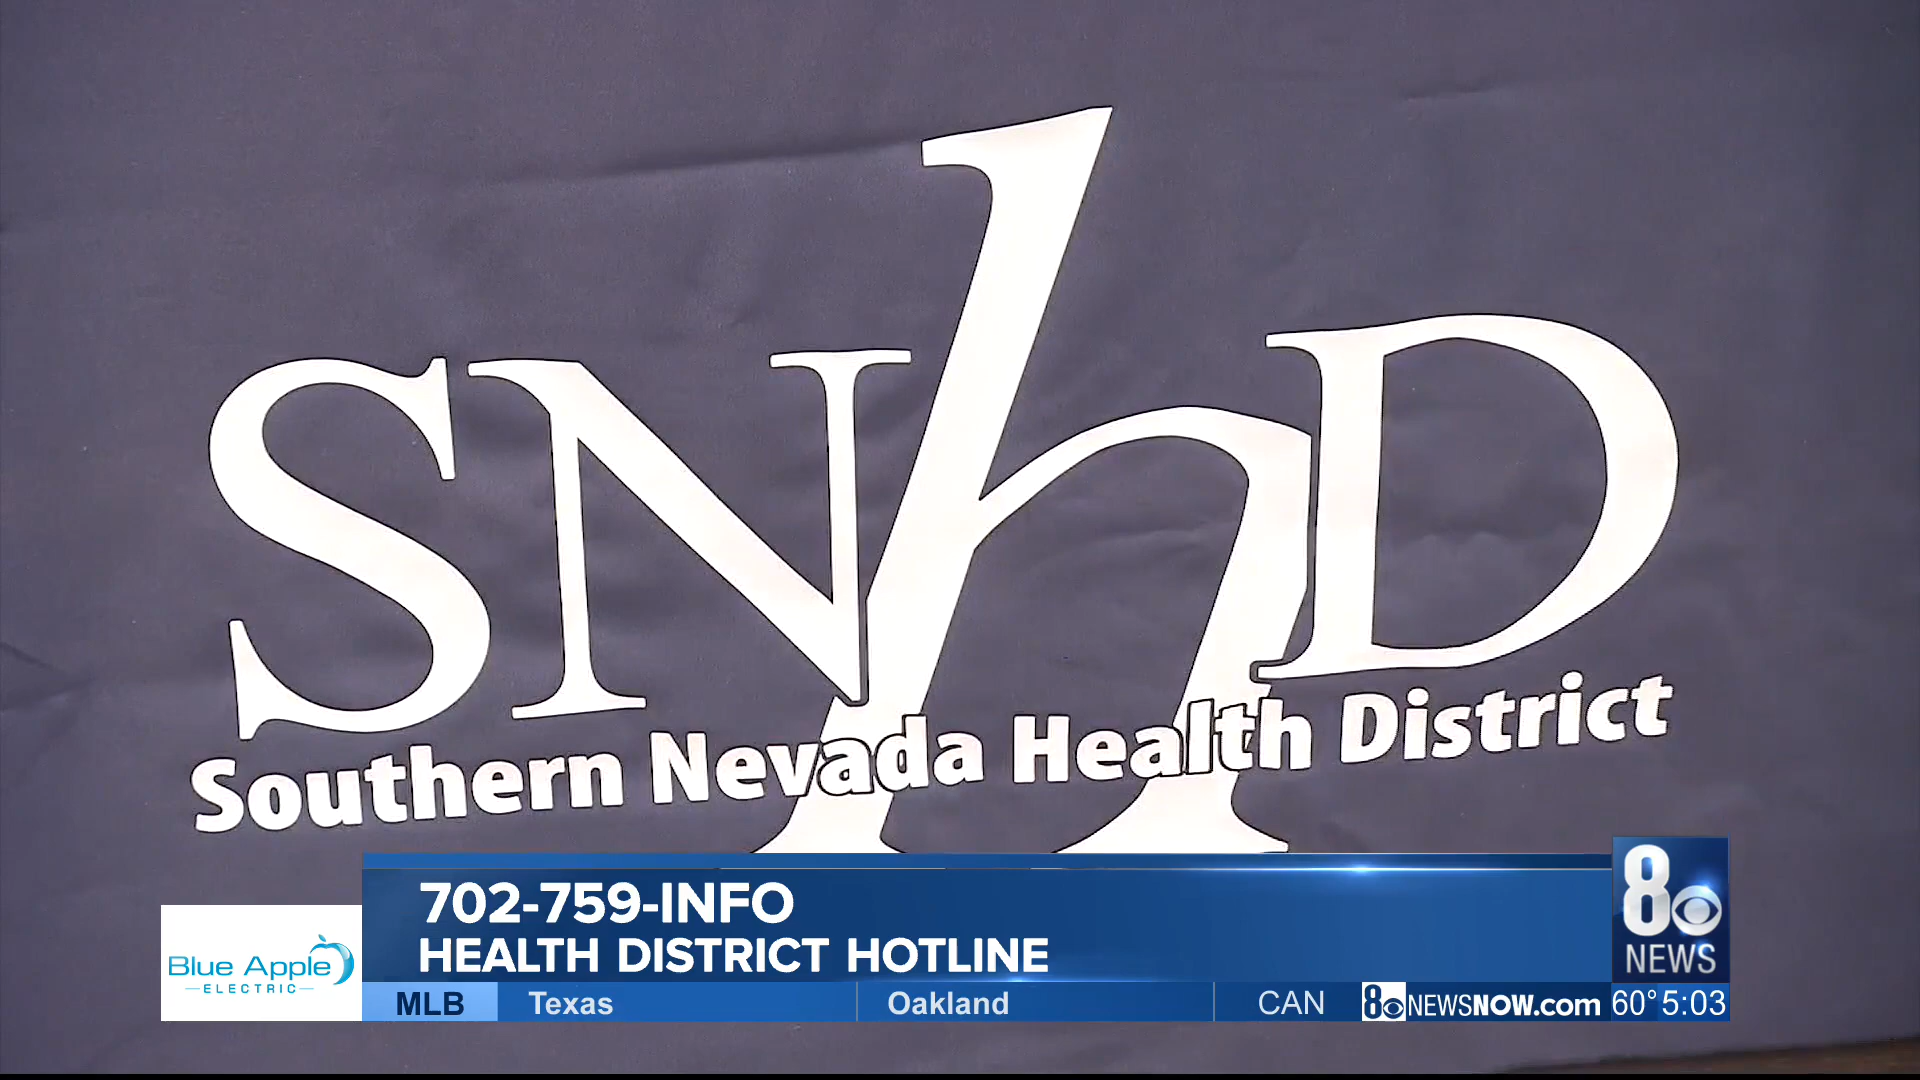 SNhD
Southern Nevada Health District
702-759-INFO
HEALTH DISTRICT HOTLINE
8 NEWS
Blue Apple
ELECTRIC
MLB Texas Oakland CAN 8NEWSNOW.com 60° 5:03